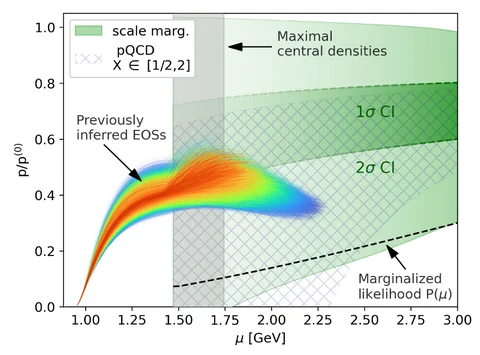 scale marg.
pQCD
X ∈ [1/2,2]
Maximal
central densities
Previously
inferred EOSs
1σ CI
2σ CI
Marginalized
likelihood P(μ)
p/p⁽⁰⁾
1.0
0.8
0.6
0.4
0.2
0.0
1.00 1.25 1.50 1.75 2.00 2.25 2.50 2.75 3.00
μ [GeV]